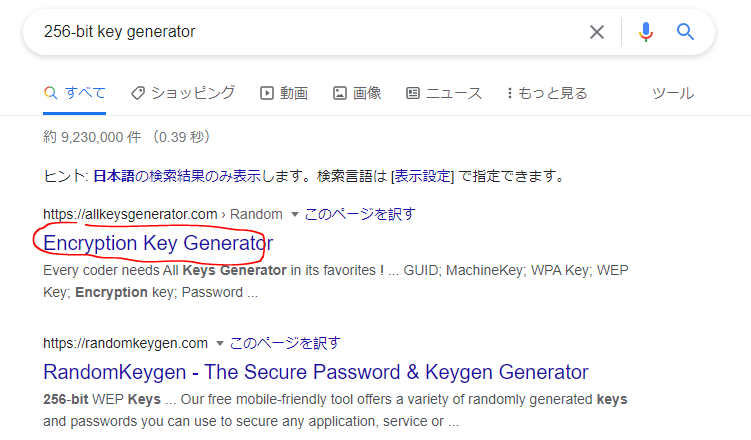 256-bit key generator
すべて ショッピング 動画 画像 ニュース もっと見る ツール
約 9,230,000 件 （0.39 秒）
ヒント: 日本語の検索結果のみ表示します。検索言語は [表示設定] で指定できます。
https://allkeysgenerator.com › Random このページを訳す
Encryption Key Generator
Every coder needs All Keys Generator in its favorites ! ... GUID; MachineKey; WPA Key; WEP
Key; Encryption key; Password ...
https://randomkeygen.com このページを訳す
RandomKeygen - The Secure Password & Keygen Generator
256-bit WEP Keys ... Our free mobile-friendly tool offers a variety of randomly generated keys
and passwords you can use to secure any application, service or ...